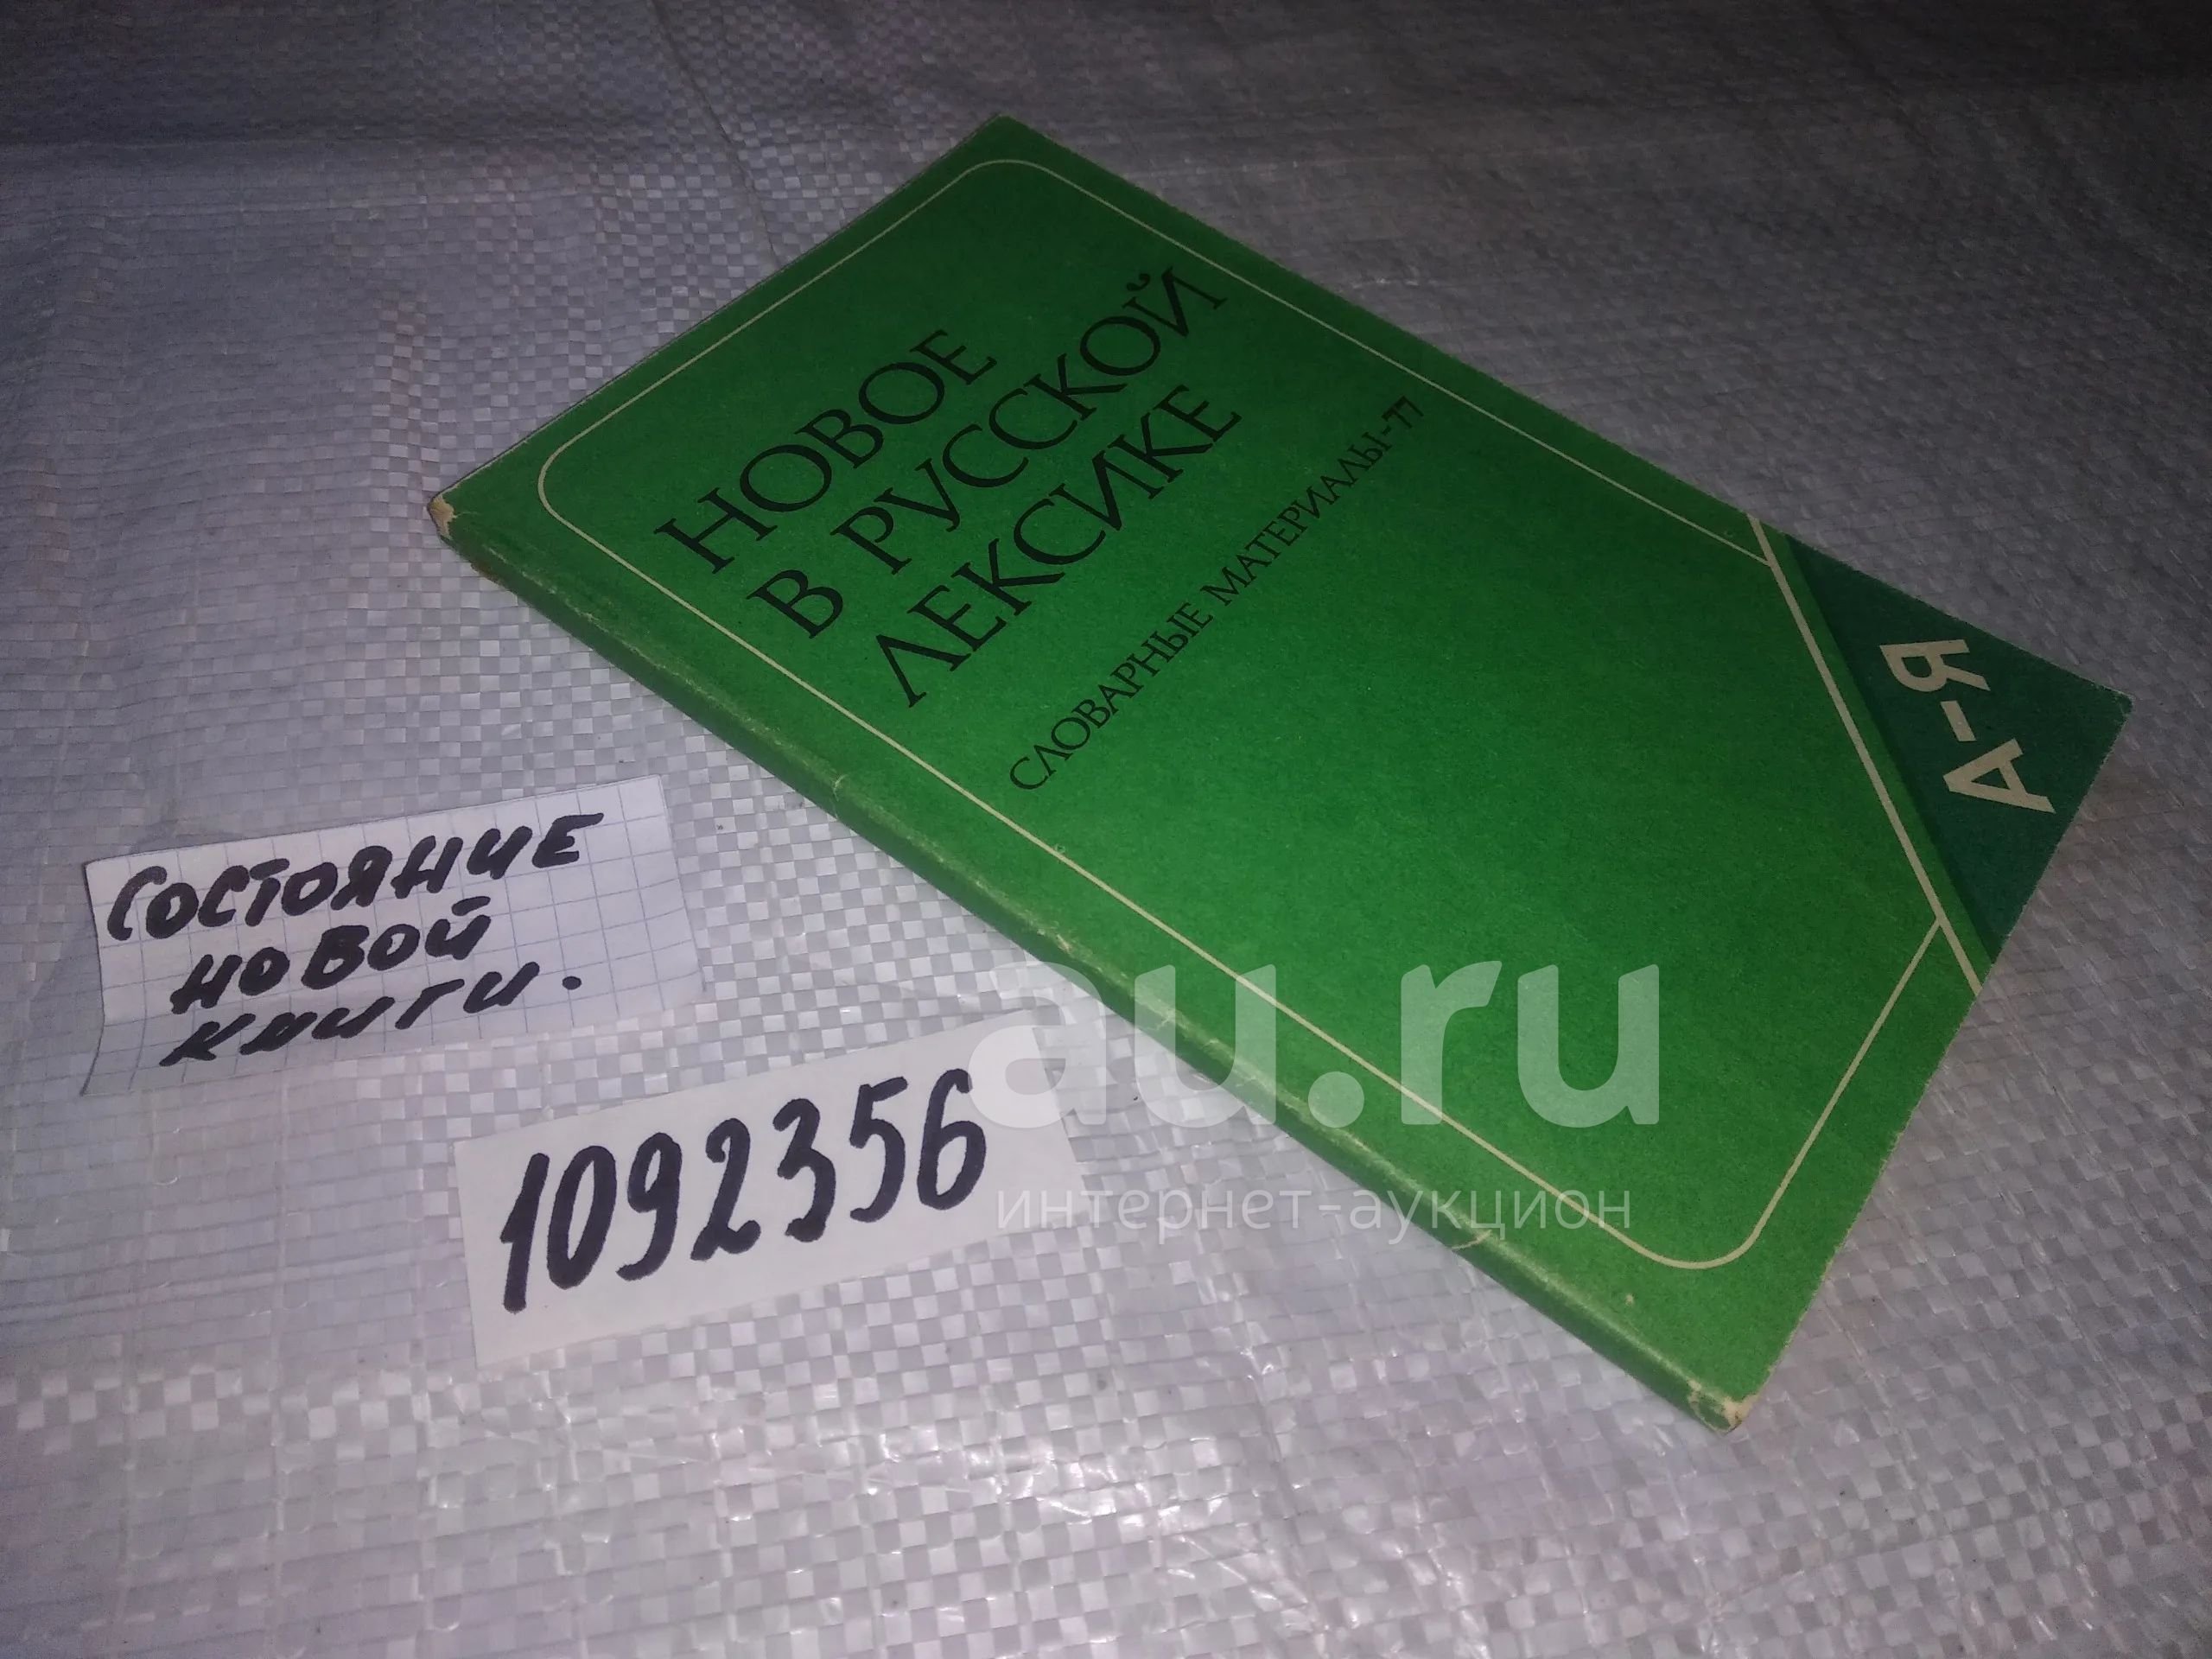 НОВОЕ
В РУССКОЙ
ЛЕКСИКЕ
СЛОВАРНЫЕ МАТЕРИАЛЫ-77
А-Я
СОСТОЯНИЕ
НОВОЙ
КНИГИ.
1092356
au.ru
интернет-аукцион